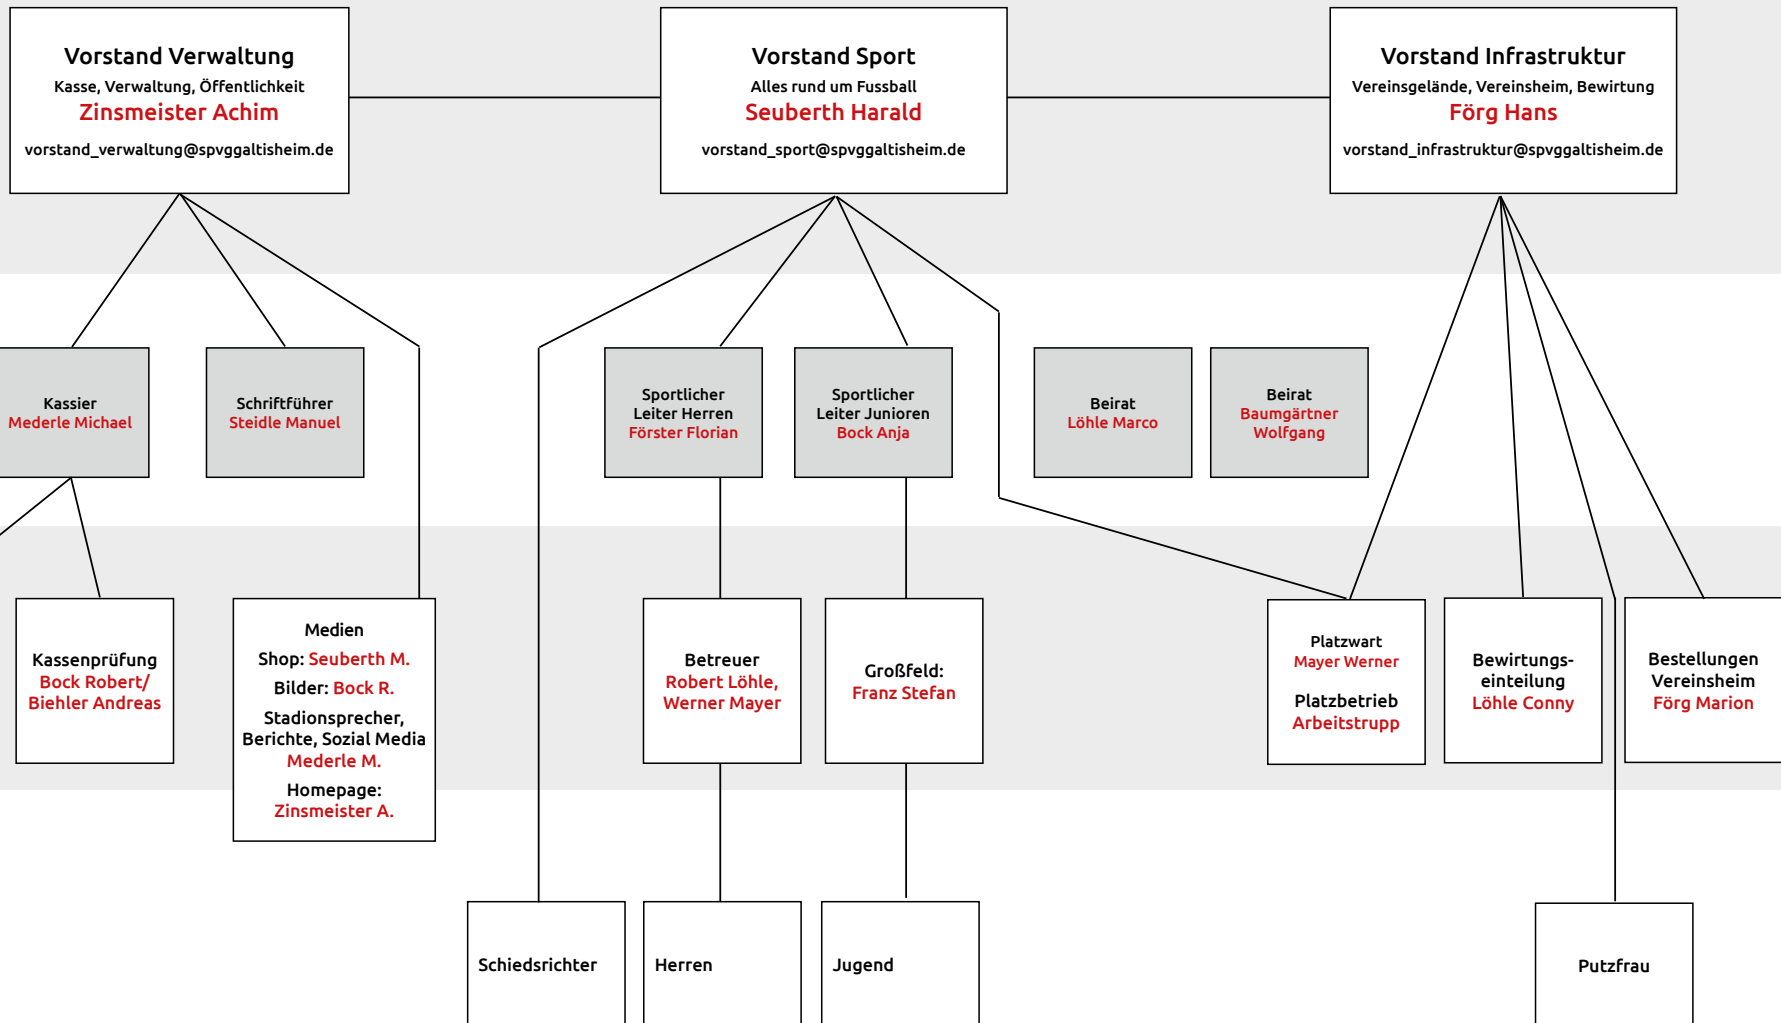 Vorstand Verwaltung
Kasse, Verwaltung, Öffentlichkeit
Zinsmeister Achim
vorstand_verwaltung@spvggaltisheim.de
Vorstand Sport
Alles rund um Fussball
Seuberth Harald
vorstand_sport@spvggaltisheim.de
Vorstand Infrastruktur
Vereinsgelände, Vereinsheim, Bewirtung
Förg Hans
vorstand_infrastruktur@spvggaltisheim.de
Kassier
Mederle Michael
Schriftführer
Steidle Manuel
Sportlicher
Leiter Herren
Förster Florian
Sportlicher
Leiter Junioren
Bock Anja
Beirat
Löhle Marco
Beirat
Baumgärtner
Wolfgang
Kassenprüfung
Bock Robert/
Biehler Andreas
Medien
Shop: Seuberth M.
Bilder: Bock R.
Stadionsprecher,
Berichte, Sozial Media
Mederle M.
Homepage:
Zinsmeister A.
Betreuer
Robert Löhle,
Werner Mayer
Großfeld:
Franz Stefan
Platzwart
Mayer Werner
Platzbetrieb
Arbeitstrupp
Bewirtungs-
einteilung
Löhle Conny
Bestellungen
Vereinsheim
Förg Marion
Schiedsrichter
Herren
Jugend
Putzfrau